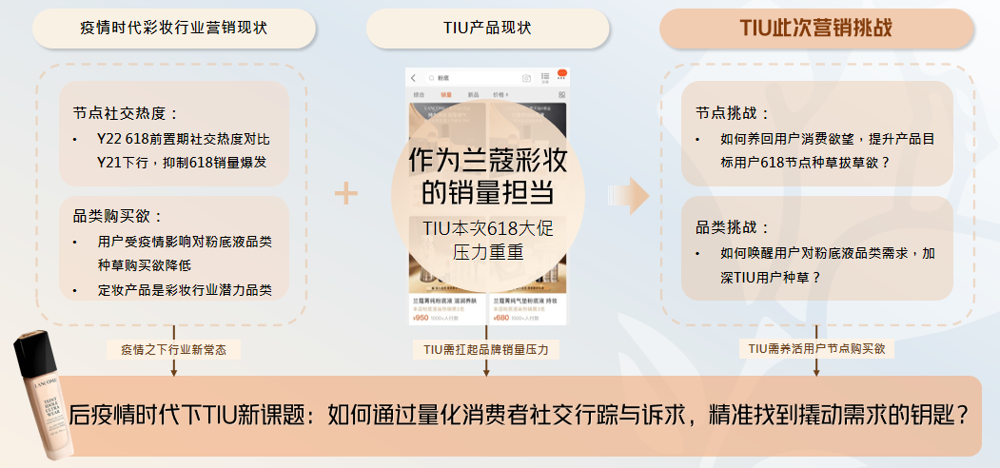 疫情时代彩妆行业营销现状
TIU产品现状
TIU此次营销挑战
节点社交热度：
• Y22 618前置期社交热度对比
Y21下行，抑制618销量爆发
品类购买欲：
• 用户受疫情影响对粉底液品类
种草购买欲降低
• 定妆产品是彩妆行业潜力品类
+
粉底
综合 销量 新品 价格
作为兰蔻彩妆
的销量担当
TIU本次618大促
压力重重
兰蔻菁纯粉底液 滋润养肤
¥950 1000+人付款
兰蔻菁纯气垫粉底液 持妆
¥680 1000+人付款
节点挑战：
• 如何养回用户消费欲望，提升产品目
标用户618节点种草拔草欲？
品类挑战：
• 如何唤醒用户对粉底液品类需求，加
深TIU用户种草？
疫情之下行业新常态
TIU需扛起品牌销量压力
TIU需养活用户节点购买欲
LANCOME
TEINT
IDOLE
ULTRA
WEAR
后疫情时代下TIU新课题：如何通过量化消费者社交行踪与诉求，精准找到撬动需求的钥匙？